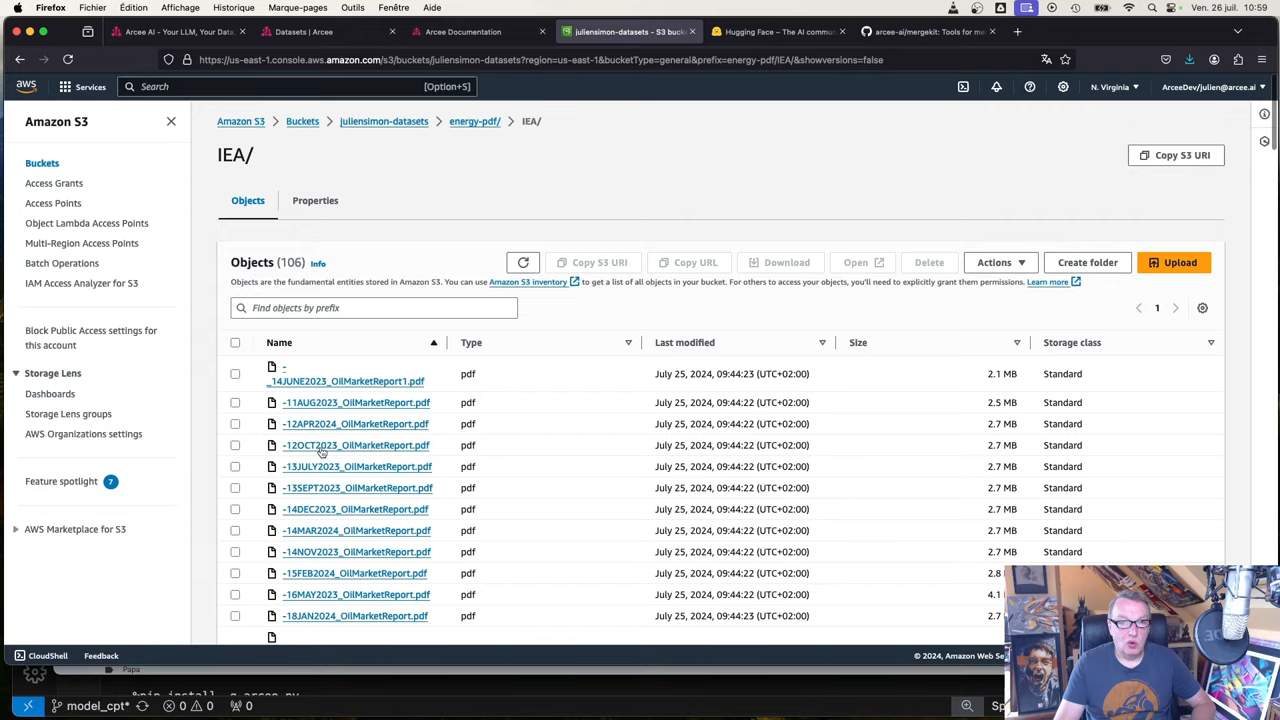 Firefox Fichier Édition Affichage Historique Marque-pages Outils Fenêtre Aide
Ven. 26 juil. 10:59
Arcee AI - Your LLM, Your Data,
Datasets | Arcee
Arcee Documentation
juliensimon-datasets - S3 buck
Hugging Face – The AI commun
arcee-ai/mergekit: Tools for me
https://us-east-1.console.aws.amazon.com/s3/buckets/juliensimon-datasets?region=us-east-1&bucketType=general&prefix=energy-pdf/IEA/&showversions=false
aws
Services
Search
[Option+S]
N. Virginia
ArceeDev/julien@arcee.ai
Amazon S3
Buckets
Access Grants
Access Points
Object Lambda Access Points
Multi-Region Access Points
Batch Operations
IAM Access Analyzer for S3
Block Public Access settings for
this account
Storage Lens
Dashboards
Storage Lens groups
AWS Organizations settings
Feature spotlight 7
AWS Marketplace for S3
Amazon S3 > Buckets > juliensimon-datasets > energy-pdf/ > IEA/
IEA/
Copy S3 URI
Objects
Properties
Objects (106) Info
Copy S3 URI
Copy URL
Download
Open
Delete
Actions
Create folder
Upload
Objects are the fundamental entities stored in Amazon S3. You can use Amazon S3 inventory to get a list of all objects in your bucket. For others to access your objects, you'll need to explicitly grant them permissions. Learn more
Find objects by prefix
1
Name Type Last modified Size Storage class
-
_14JUNE2023_OilMarketReport1.pdf pdf July 25, 2024, 09:44:23 (UTC+02:00) 2.1 MB Standard
-11AUG2023_OilMarketReport.pdf pdf July 25, 2024, 09:44:23 (UTC+02:00) 2.5 MB Standard
-12APR2024_OilMarketReport.pdf pdf July 25, 2024, 09:44:22 (UTC+02:00) 2.7 MB Standard
-12OCT2023_OilMarketReport.pdf pdf July 25, 2024, 09:44:22 (UTC+02:00) 2.7 MB Standard
-13JULY2023_OilMarketReport.pdf pdf July 25, 2024, 09:44:22 (UTC+02:00) 2.7 MB Standard
-13SEPT2023_OilMarketReport.pdf pdf July 25, 2024, 09:44:22 (UTC+02:00) 2.7 MB Standard
-14DEC2023_OilMarketReport.pdf pdf July 25, 2024, 09:44:22 (UTC+02:00) 2.7 MB Standard
-14MAR2024_OilMarketReport.pdf pdf July 25, 2024, 09:44:22 (UTC+02:00) 2.7 MB Standard
-14NOV2023_OilMarketReport.pdf pdf July 25, 2024, 09:44:22 (UTC+02:00) 2.7 MB Standard
-15FEB2024_OilMarketReport.pdf pdf July 25, 2024, 09:44:22 (UTC+02:00) 2.8
-16MAY2023_OilMarketReport.pdf pdf July 25, 2024, 09:44:22 (UTC+02:00) 4.1
-18JAN2024_OilMarketReport.pdf pdf July 25, 2024, 09:44:22 (UTC+02:00)
CloudShell
Feedback
© 2024, Amazon Web Se
Papa
%pip install -q arcee-py
model_cpt*
0
0
0